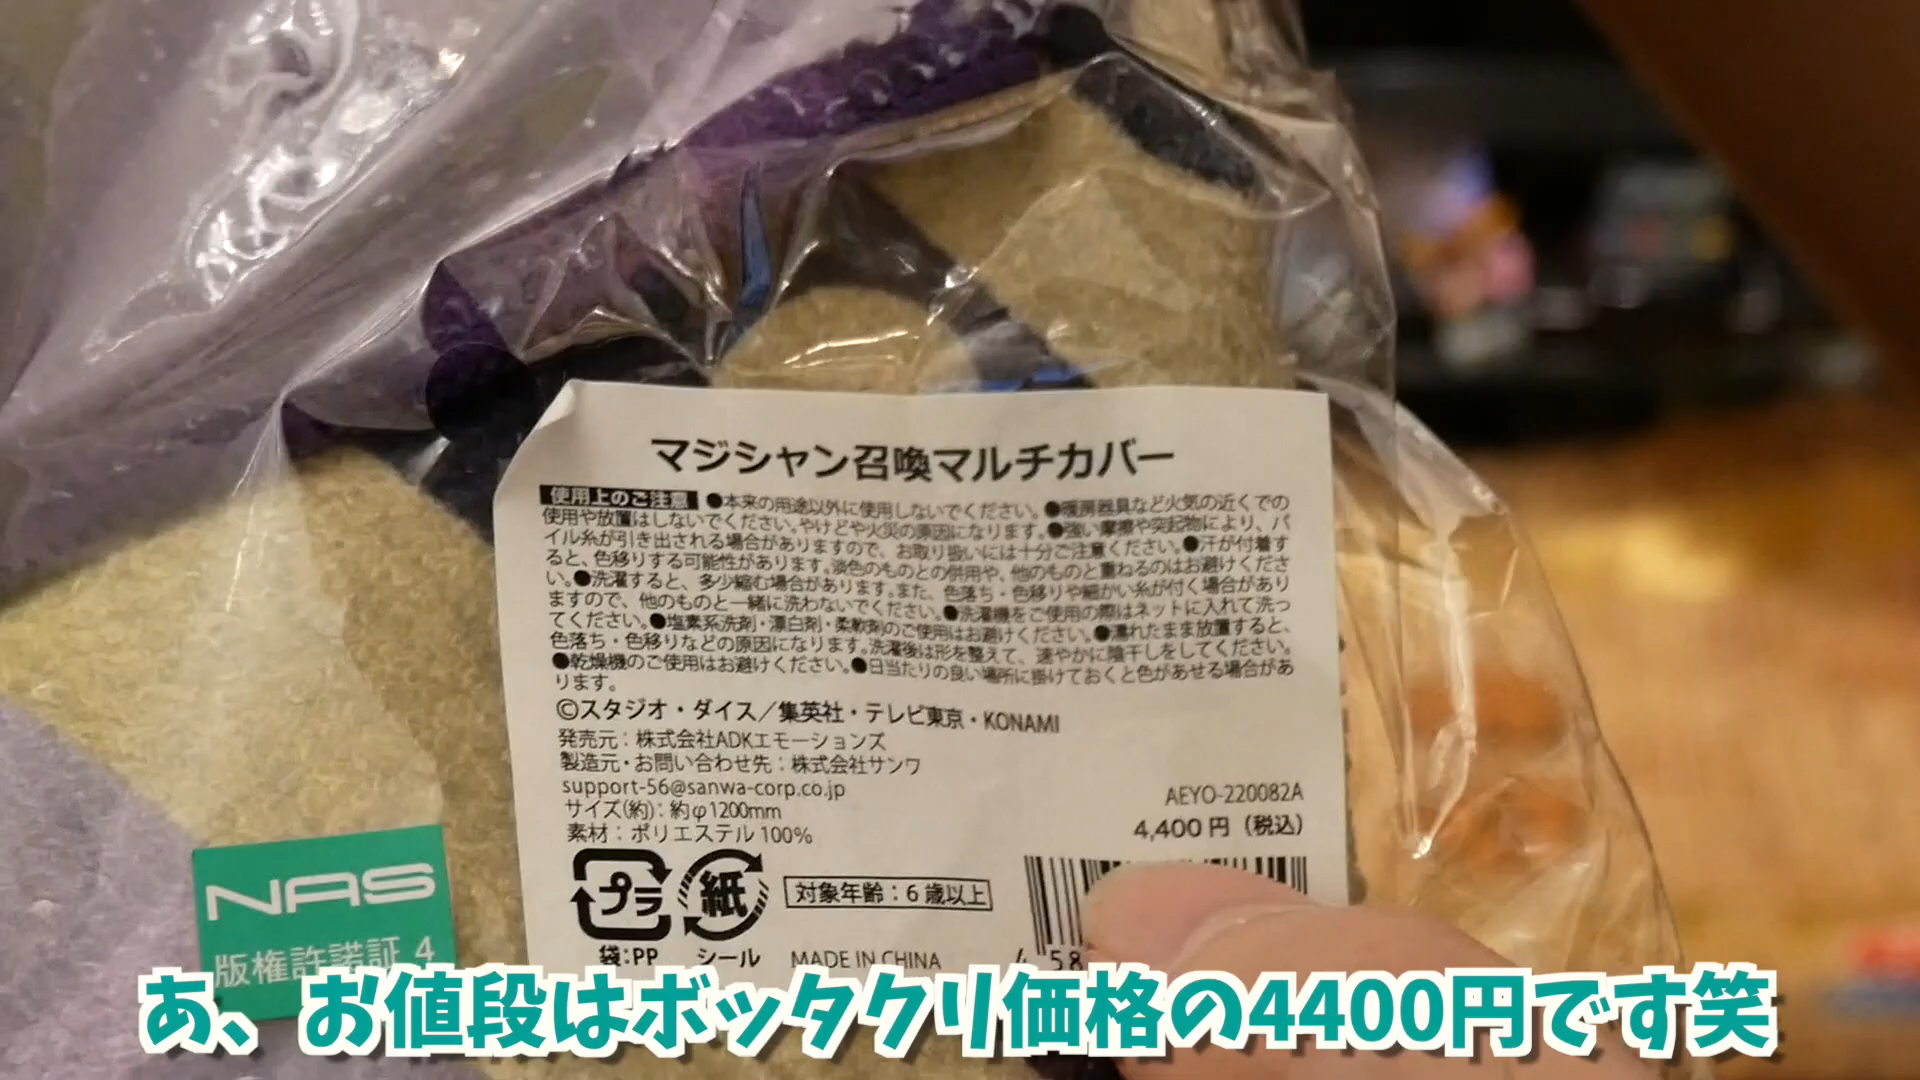 マジシャン召喚マルチカバー
使用上のご注意 ●本来の用途以外に使用しないでください。●暖房器具など火気の近くでの
使用や放置はしないでください。やけどや火災の原因になります。●強い摩擦や突起物により、パ
イル糸が引き出される場合がありますので、お取り扱いには十分ご注意ください。●汗が付着す
ると、色移りする可能性があります。淡色のものとの併用や、他のものと重ねるのはお避けくださ
い。●洗濯すると、多少縮む場合があります。また、色落ち・色移りや細かい糸が付く場合があり
ますので、他のものと一緒に洗わないでください。●洗濯機をご使用の際はネットに入れて洗っ
てください。●塩素系洗剤・漂白剤・柔軟剤のご使用はお避けください。●濡れたまま放置すると、
色落ち・色移りなどの原因になります。洗濯後は形を整えて、速やかに陰干しをしてください。
●乾燥機のご使用はお避けください。●日当たりの良い場所に掛けておくと色があせる場合があ
ります。
©スタジオ・ダイス／集英社・テレビ東京・KONAMI
発売元：株式会社ADKエモーションズ
製造元・お問い合わせ先：株式会社サンワ
support-56@sanwa-corp.co.jp
サイズ(約)：約φ1200mm
AEYO-220082A
素材：ポリエステル 100%
4,400円（税込）
プラ 紙 対象年齢：6歳以上
袋：PP シール MADE IN CHINA 4 58
NAS
版権許諾証 4
あ、お値段はボッタクリ価格の4400円です笑